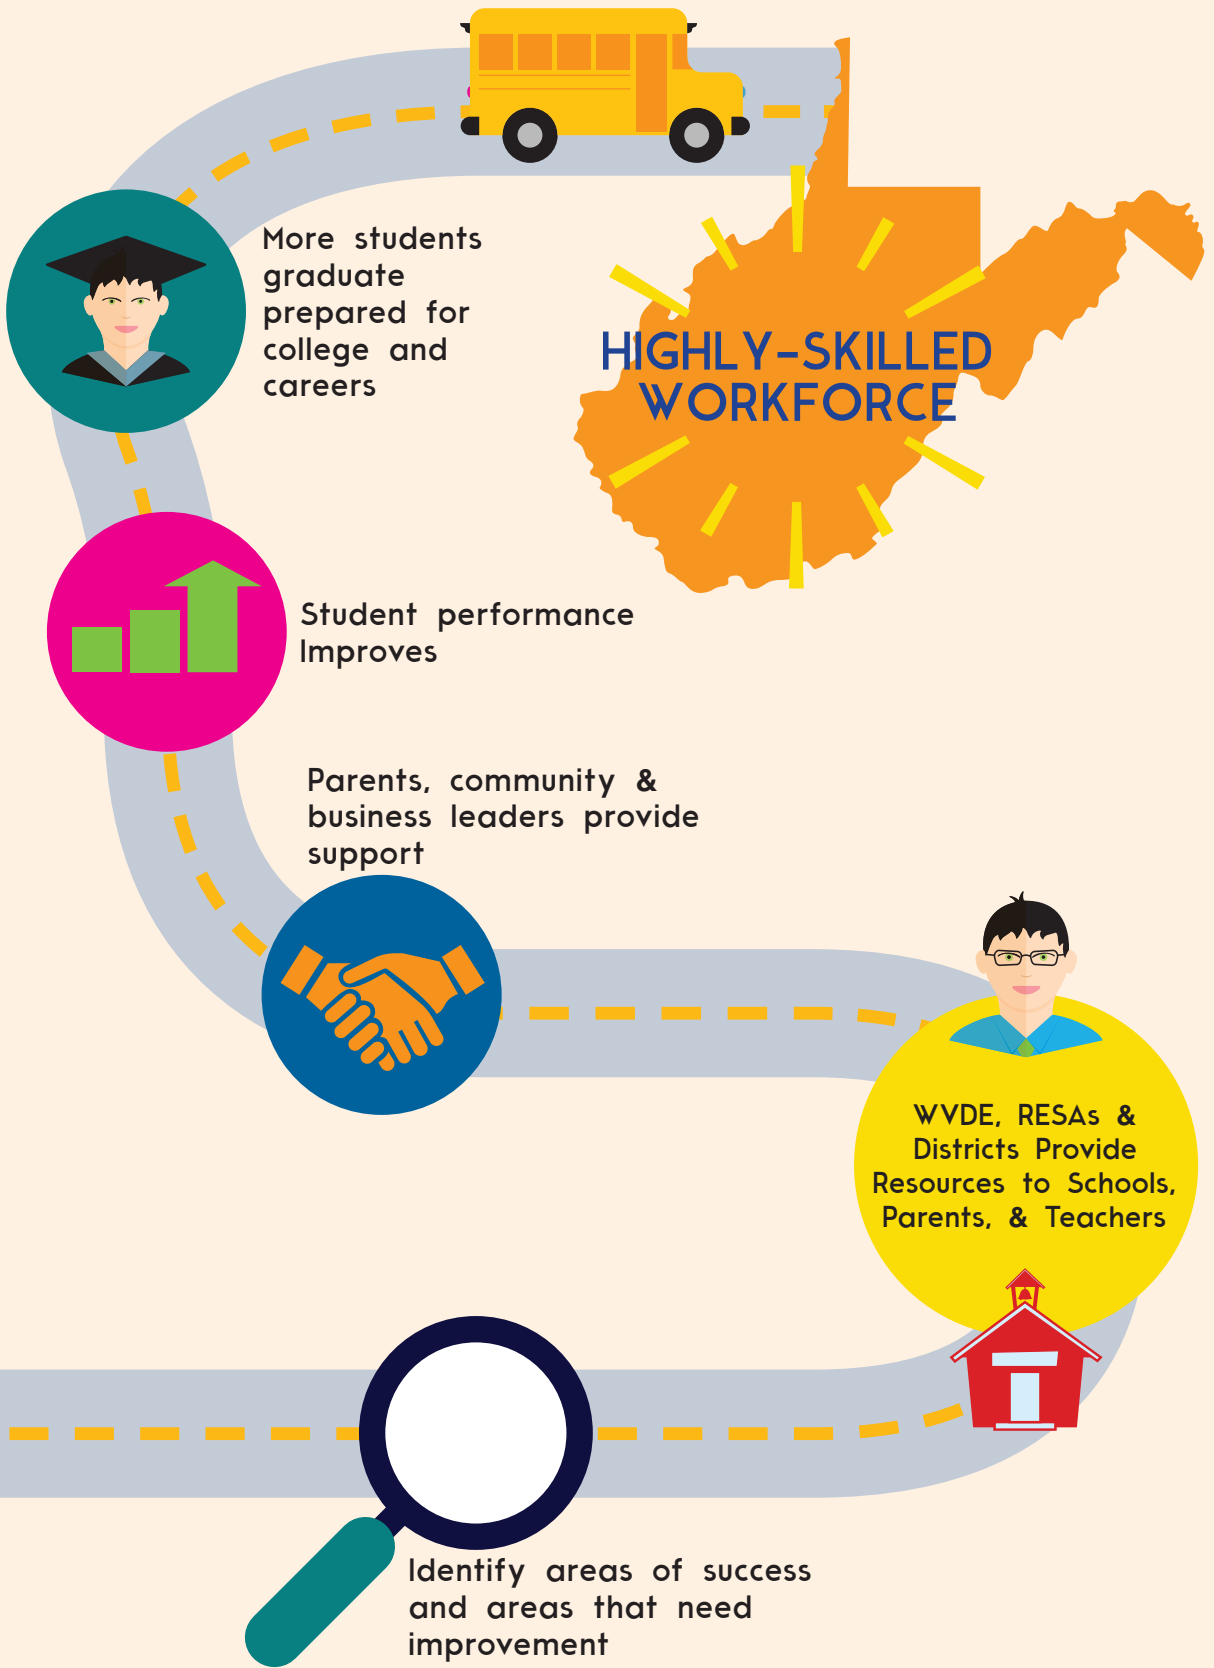 More students
graduate
prepared for
college and
careers
HIGHLY-SKILLED
WORKFORCE
Student performance
Improves
Parents, community &
business leaders provide
support
WVDE, RESAs &
Districts Provide
Resources to Schools,
Parents, & Teachers
Identify areas of success
and areas that need
improvement